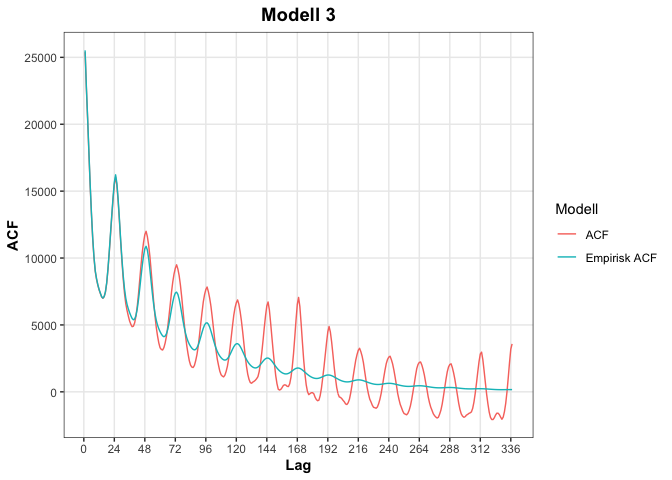 Modell 3
25000
20000
15000
10000
5000
0
ACF
0 24 48 72 96 120 144 168 192 216 240 264 288 312 336
Lag
Modell
ACF
Empirisk ACF